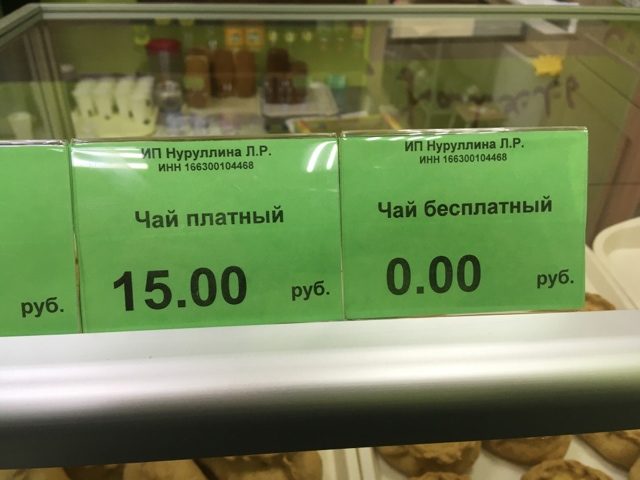 руб.
ИП Нуруллина Л.Р.
ИНН 166300104468
Чай платный
15.00 руб.
ИП Нуруллина Л.Р.
ИНН 166300104468
Чай бесплатный
0.00 руб.